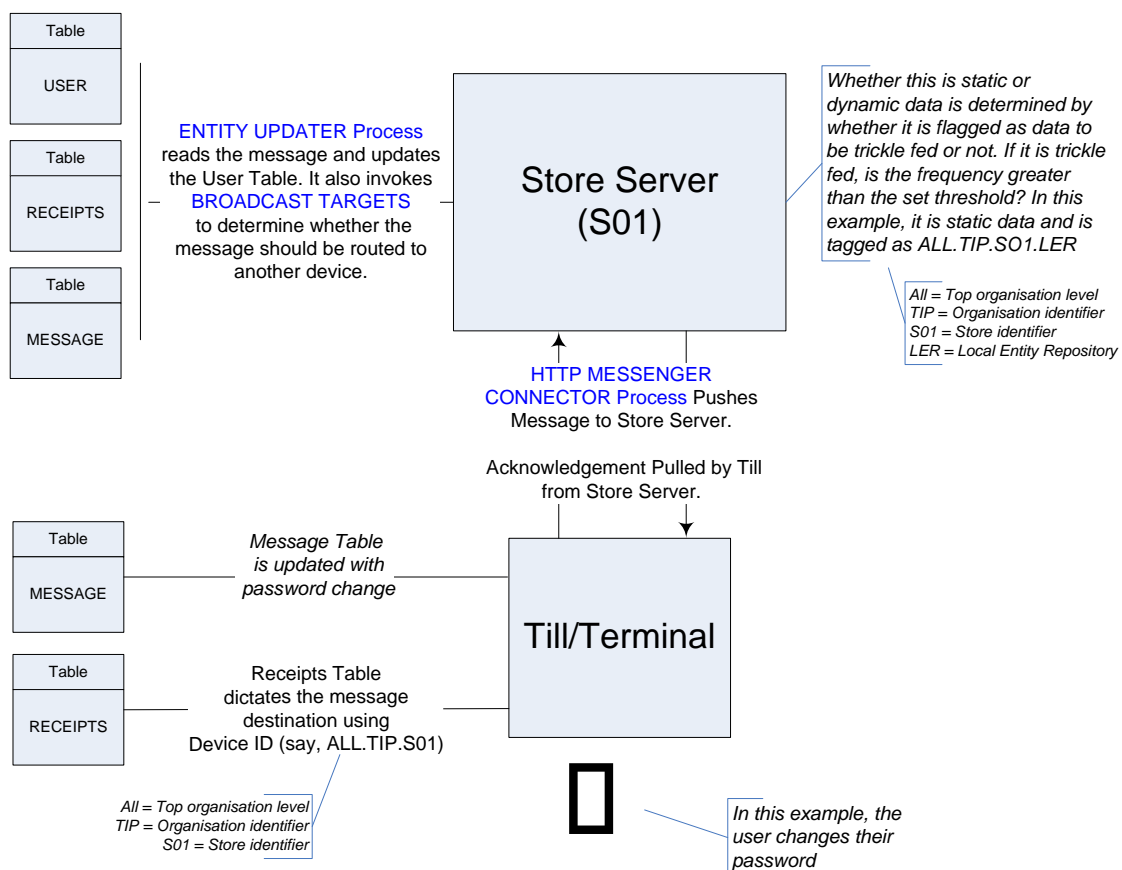 Table
USER
Table
RECEIPTS
Table
MESSAGE
ENTITY UPDATER Process
reads the message and updates
the User Table. It also invokes
BROADCAST TARGETS
to determine whether the
message should be routed to
another device.
Store Server
(S01)
Whether this is static or
dynamic data is determined by
whether it is flagged as data to
be trickle fed or not. If it is trickle
fed, is the frequency greater
than the set threshold? In this
example, it is static data and is
tagged as ALL.TIP.SO1.LER
All = Top organisation level
TIP = Organisation identifier
S01 = Store identifier
LER = Local Entity Repository
HTTP MESSENGER
CONNECTOR Process Pushes
Message to Store Server.
Acknowledgement Pulled by Till
from Store Server.
Table
MESSAGE
Message Table
is updated with
password change
Till/Terminal
Table
RECEIPTS
Receipts Table
dictates the message
destination using
Device ID (say, ALL.TIP.S01)
All = Top organisation level
TIP = Organisation identifier
S01 = Store identifier
In this example, the
user changes their
password